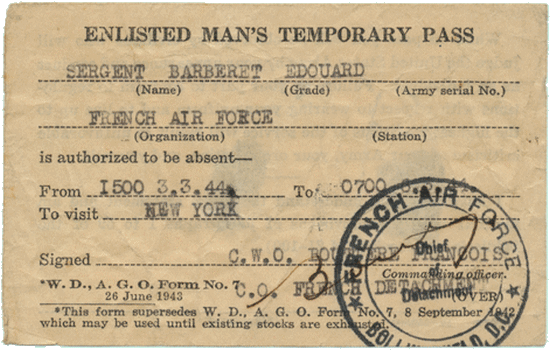 ENLISTED MAN'S TEMPORARY PASS
SERGENT BARBERET EDOUARD
(Name) (Grade) (Army serial No.)
FRENCH AIR FORCE
(Organization) (Station)
is authorized to be absent—
From 1500 3.3.44. To 0700 44.
To visit NEW YORK
Signed C.W.O. FRANCOIS
Commanding officer.
*W. D., A. G. O. Form No. 7
26 June 1943
C.O. FRENCH DETACHMENT
(OVER)
*This form supersedes W. D., A. G. O. Form No. 7, 8 September 1942
which may be used until existing stocks are exhausted.
FRENCH AIR FORCE
Chief
Detachment
FIELD, D.C.